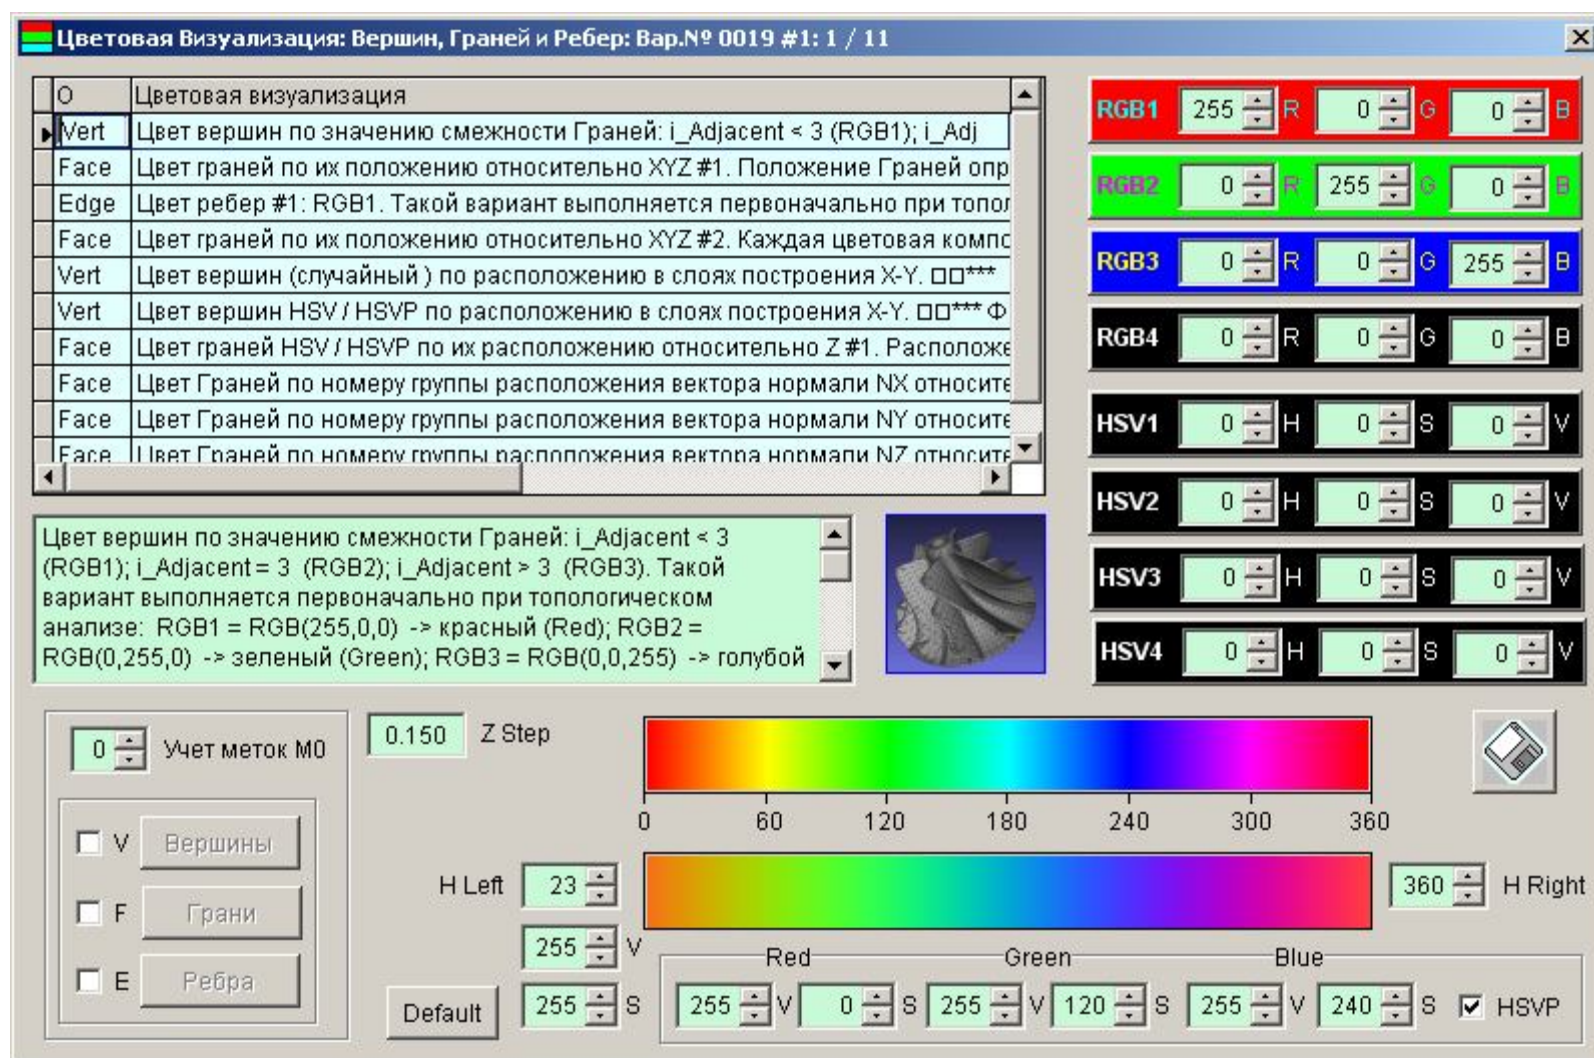 Цветовая Визуализация: Вершин, Граней и Ребер: Вар.№ 0019 #1: 1 / 11
О Цветовая визуализация
Vert Цвет вершин по значению смежности Граней: i_Adjacent < 3 (RGB1); i_Adj
Face Цвет граней по их положению относительно XYZ #1. Положение Граней опр
Edge Цвет ребер #1: RGB1. Такой вариант выполняется первоначально при топол
Face Цвет граней по их положению относительно XYZ #2. Каждая цветовая компо
Vert Цвет вершин (случайный ) по расположению в слоях построения X-Y. □□***
Vert Цвет вершин HSV / HSVP по расположению в слоях построения X-Y. □□*** Ф
Face Цвет граней HSV / HSVP по их расположению относительно Z #1. Расположе
Face Цвет Граней по номеру группы расположения вектора нормали NX относите
Face Цвет Граней по номеру группы расположения вектора нормали NY относите
Face Цвет Граней по номеру группы расположения вектора нормали NZ относите
RGB1 255 R 0 G 0 B
RGB2 0 R 255 G 0 B
RGB3 0 R 0 G 255 B
RGB4 0 R 0 G 0 B
HSV1 0 H 0 S 0 V
HSV2 0 H 0 S 0 V
HSV3 0 H 0 S 0 V
HSV4 0 H 0 S 0 V
Цвет вершин по значению смежности Граней: i_Adjacent < 3
(RGB1); i_Adjacent = 3 (RGB2); i_Adjacent > 3 (RGB3). Такой
вариант выполняется первоначально при топологическом
анализе: RGB1 = RGB(255,0,0) -> красный (Red); RGB2 =
RGB(0,255,0) -> зеленый (Green); RGB3 = RGB(0,0,255) -> голубой
0 Учет меток M0
V Вершины
F Грани
E Ребра
0.150 Z Step
0 60 120 180 240 300 360
H Left 23
360 H Right
255 V
255 S
Default
Red Green Blue
255 V 0 S 255 V 120 S 255 V 240 S HSVP